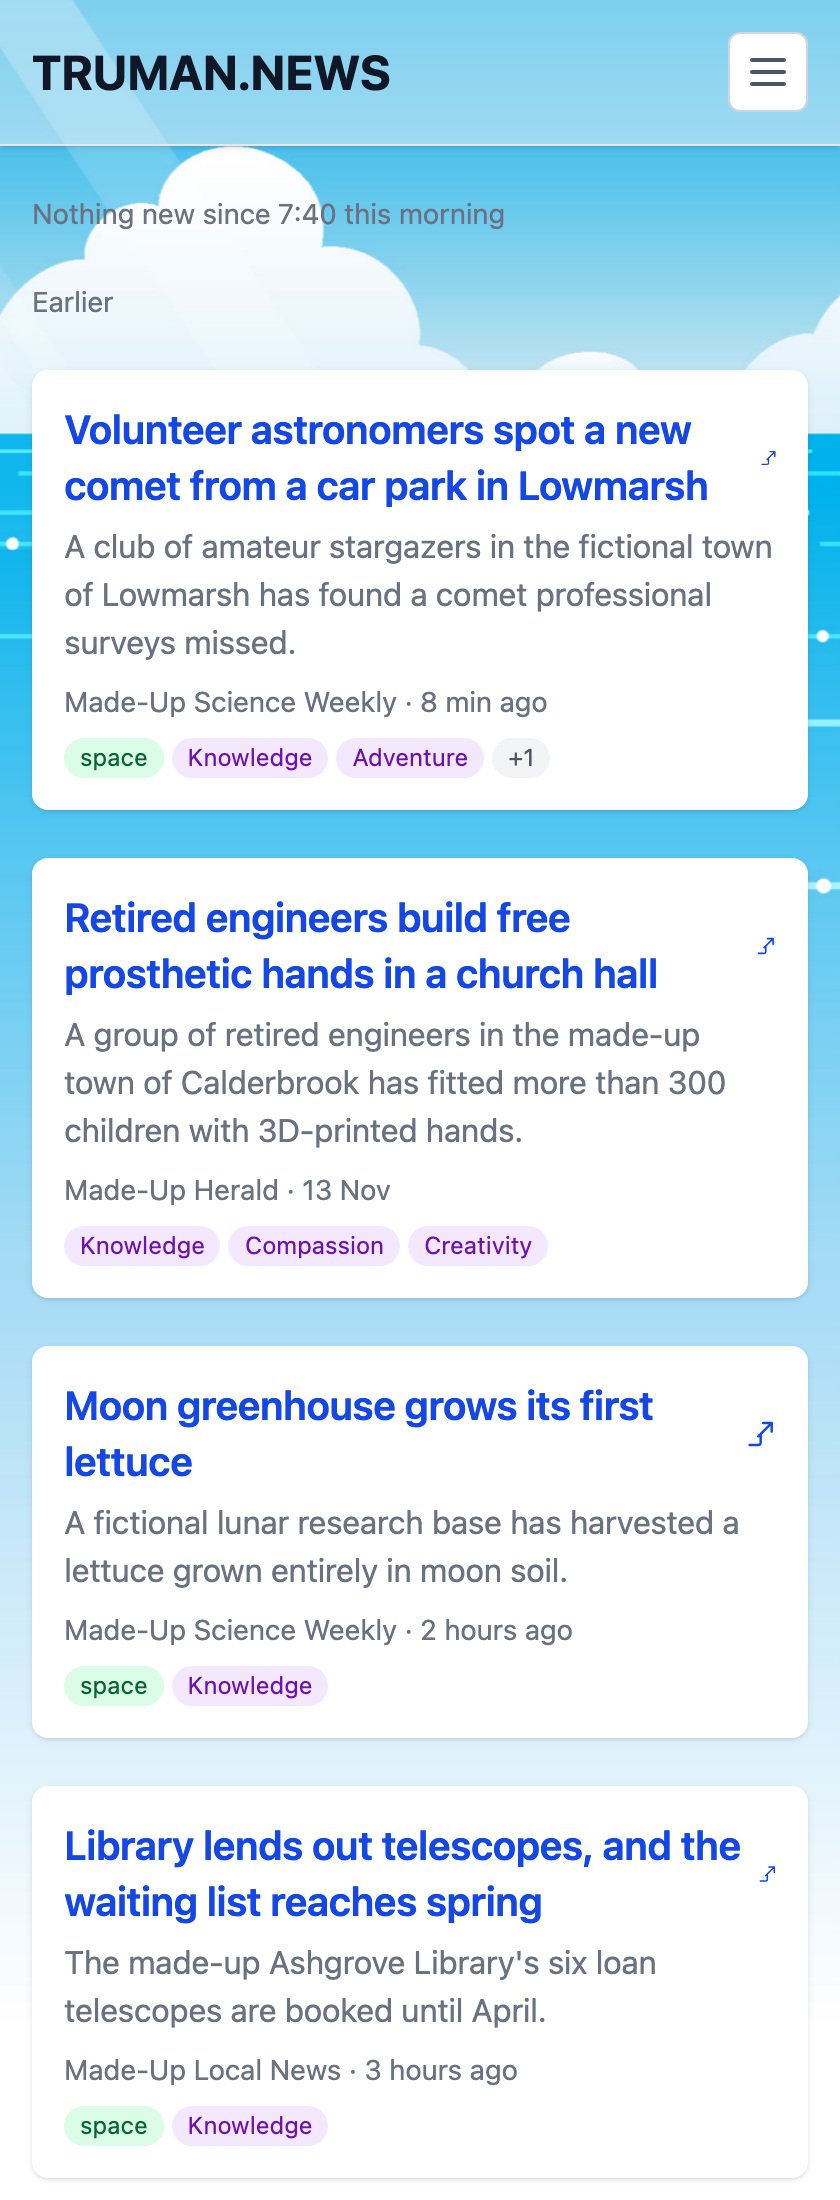 TRUMAN.NEWS
Nothing new since 7:40 this morning
Earlier
Volunteer astronomers spot a new
comet from a car park in Lowmarsh
A club of amateur stargazers in the fictional town
of Lowmarsh has found a comet professional
surveys missed.
Made-Up Science Weekly · 8 min ago
space Knowledge Adventure +1
Retired engineers build free
prosthetic hands in a church hall
A group of retired engineers in the made-up
town of Calderbrook has fitted more than 300
children with 3D-printed hands.
Made-Up Herald · 13 Nov
Knowledge Compassion Creativity
Moon greenhouse grows its first
lettuce
A fictional lunar research base has harvested a
lettuce grown entirely in moon soil.
Made-Up Science Weekly · 2 hours ago
space Knowledge
Library lends out telescopes, and the
waiting list reaches spring
The made-up Ashgrove Library's six loan
telescopes are booked until April.
Made-Up Local News · 3 hours ago
space Knowledge